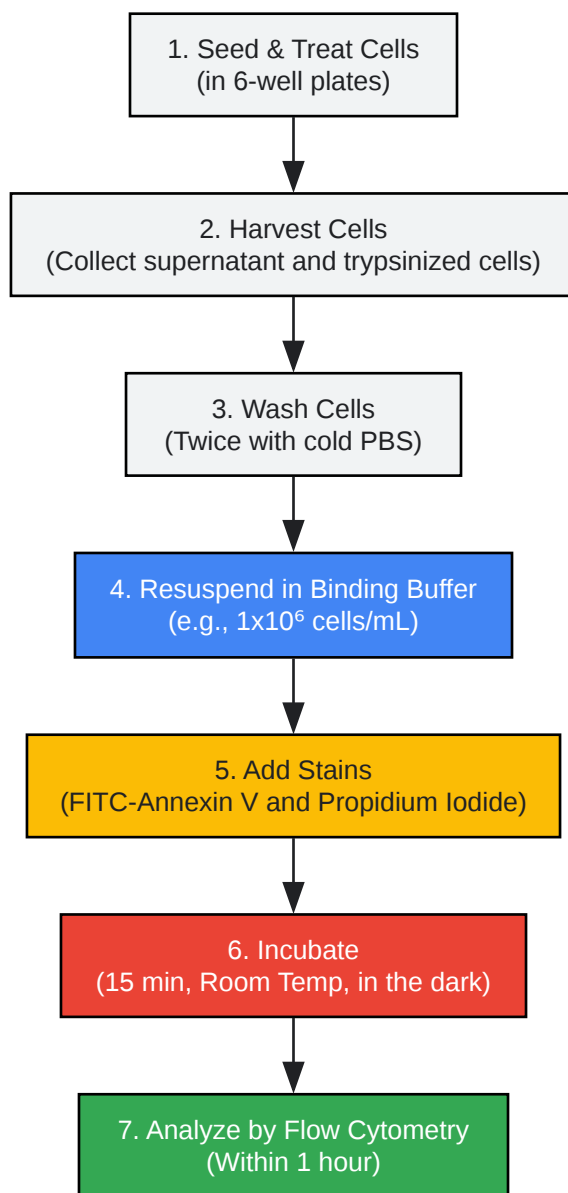 1. Seed & Treat Cells
(in 6-well plates)
2. Harvest Cells
(Collect supernatant and trypsinized cells)
3. Wash Cells
(Twice with cold PBS)
4. Resuspend in Binding Buffer
(e.g., 1x10⁶ cells/mL)
5. Add Stains
(FITC-Annexin V and Propidium Iodide)
6. Incubate
(15 min, Room Temp, in the dark)
7. Analyze by Flow Cytometry
(Within 1 hour)